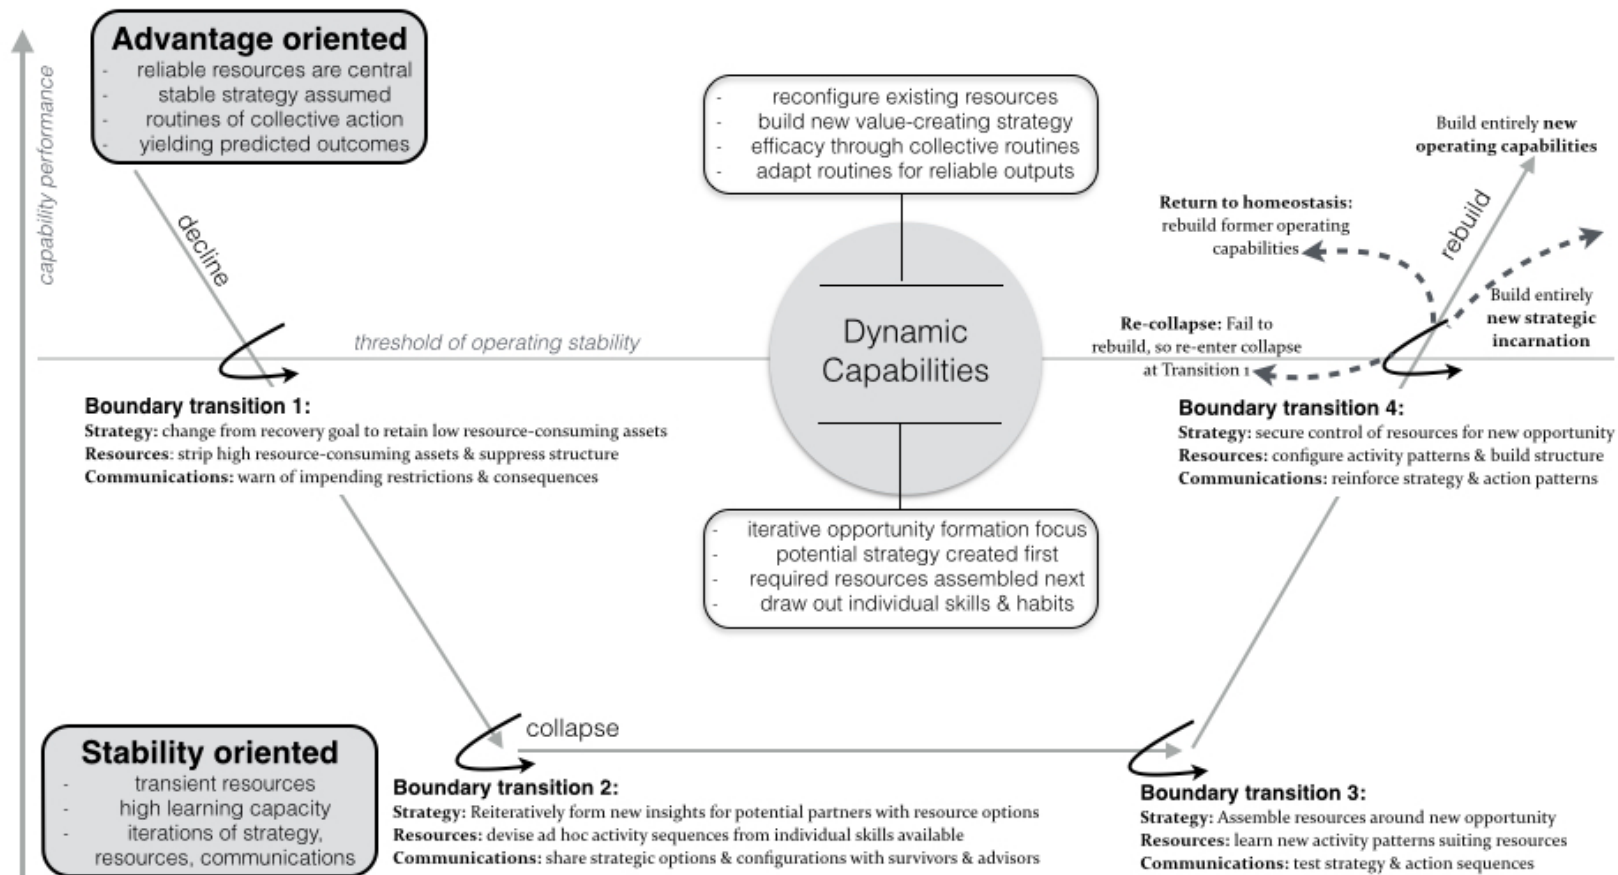 Advantage oriented
- reliable resources are central
- stable strategy assumed
- routines of collective action
- yielding predicted outcomes
capability performance
decline
threshold of operating stability
- reconfigure existing resources
- build new value-creating strategy
- efficacy through collective routines
- adapt routines for reliable outputs
Dynamic
Capabilities
- iterative opportunity formation focus
- potential strategy created first
- required resources assembled next
- draw out individual skills & habits
Build entirely new
operating capabilities
rebuild
Return to homeostasis:
rebuild former operating
capabilities
Build entirely
new strategic
incarnation
Re-collapse: Fail to
rebuild, so re-enter collapse
at Transition 1
Boundary transition 1:
Strategy: change from recovery goal to retain low resource-consuming assets
Resources: strip high resource-consuming assets & suppress structure
Communications: warn of impending restrictions & consequences
Boundary transition 4:
Strategy: secure control of resources for new opportunity
Resources: configure activity patterns & build structure
Communications: reinforce strategy & action patterns
Stability oriented
- transient resources
- high learning capacity
- iterations of strategy,
resources, communications
collapse
Boundary transition 2:
Strategy: Reiteratively form new insights for potential partners with resource options
Resources: devise ad hoc activity sequences from individual skills available
Communications: share strategic options & configurations with survivors & advisors
Boundary transition 3:
Strategy: Assemble resources around new opportunity
Resources: learn new activity patterns suiting resources
Communications: test strategy & action sequences